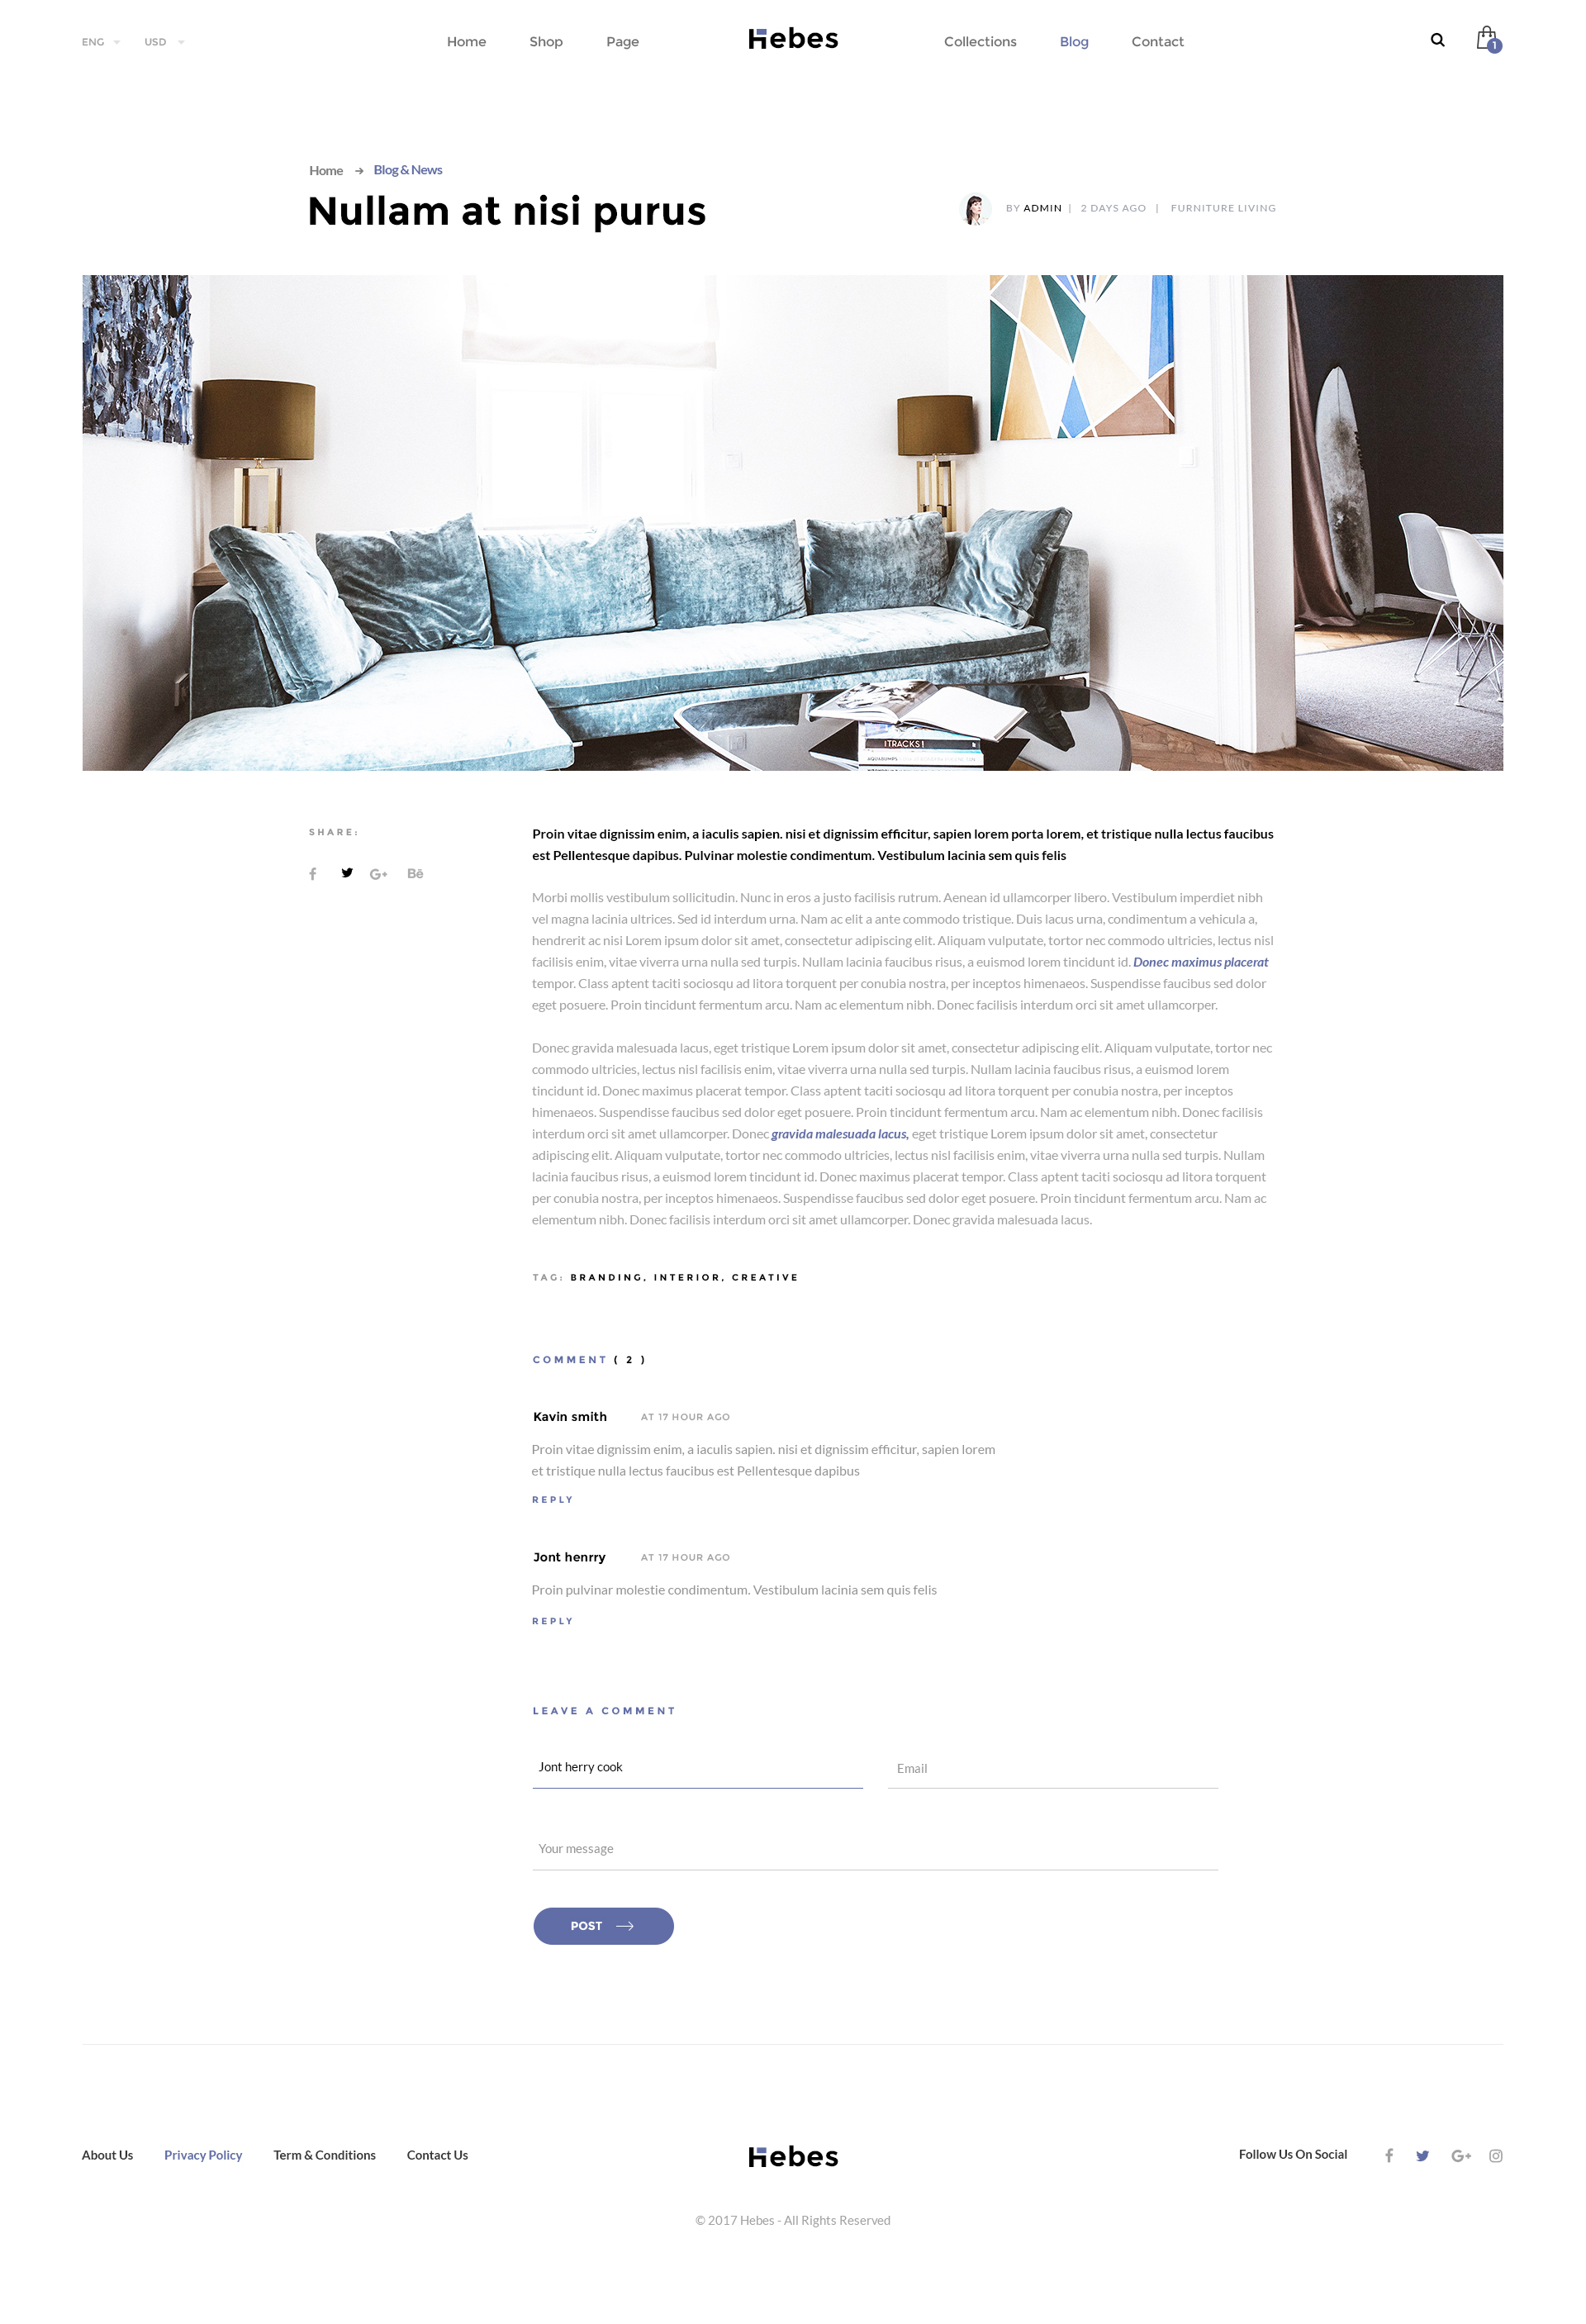 ENG USD Home Shop Page Hebes Collections Blog Contact 1
Home Blog & News
Nullam at nisi purus
BY ADMIN | 2 DAYS AGO | FURNITURE LIVING
!TRACKS!
SHARE:
Bē
Proin vitae dignissim enim, a iaculis sapien. nisi et dignissim efficitur, sapien lorem porta lorem, et tristique nulla lectus faucibus
est Pellentesque dapibus. Pulvinar molestie condimentum. Vestibulum lacinia sem quis felis
Morbi mollis vestibulum sollicitudin. Nunc in eros a justo facilisis rutrum. Aenean id ullamcorper libero. Vestibulum imperdiet nibh
vel magna lacinia ultrices. Sed id interdum urna. Nam ac elit a ante commodo tristique. Duis lacus urna, condimentum a vehicula a,
hendrerit ac nisi Lorem ipsum dolor sit amet, consectetur adipiscing elit. Aliquam vulputate, tortor nec commodo ultricies, lectus nisl
facilisis enim, vitae viverra urna nulla sed turpis. Nullam lacinia faucibus risus, a euismod lorem tincidunt id. Donec maximus placerat
tempor. Class aptent taciti sociosqu ad litora torquent per conubia nostra, per inceptos himenaeos. Suspendisse faucibus sed dolor
eget posuere. Proin tincidunt fermentum arcu. Nam ac elementum nibh. Donec facilisis interdum orci sit amet ullamcorper.
Donec gravida malesuada lacus, eget tristique Lorem ipsum dolor sit amet, consectetur adipiscing elit. Aliquam vulputate, tortor nec
commodo ultricies, lectus nisl facilisis enim, vitae viverra urna nulla sed turpis. Nullam lacinia faucibus risus, a euismod lorem
tincidunt id. Donec maximus placerat tempor. Class aptent taciti sociosqu ad litora torquent per conubia nostra, per inceptos
himenaeos. Suspendisse faucibus sed dolor eget posuere. Proin tincidunt fermentum arcu. Nam ac elementum nibh. Donec facilisis
interdum orci sit amet ullamcorper. Donec gravida malesuada lacus, eget tristique Lorem ipsum dolor sit amet, consectetur
adipiscing elit. Aliquam vulputate, tortor nec commodo ultricies, lectus nisl facilisis enim, vitae viverra urna nulla sed turpis. Nullam
lacinia faucibus risus, a euismod lorem tincidunt id. Donec maximus placerat tempor. Class aptent taciti sociosqu ad litora torquent
per conubia nostra, per inceptos himenaeos. Suspendisse faucibus sed dolor eget posuere. Proin tincidunt fermentum arcu. Nam ac
elementum nibh. Donec facilisis interdum orci sit amet ullamcorper. Donec gravida malesuada lacus.
TAG: BRANDING, INTERIOR, CREATIVE
COMMENT ( 2 )
Kavin smith AT 17 HOUR AGO
Proin vitae dignissim enim, a iaculis sapien. nisi et dignissim efficitur, sapien lorem
et tristique nulla lectus faucibus est Pellentesque dapibus
REPLY
Jont henrry AT 17 HOUR AGO
Proin pulvinar molestie condimentum. Vestibulum lacinia sem quis felis
REPLY
LEAVE A COMMENT
Jont herry cook Email
Your message
POST
About Us Privacy Policy Term & Conditions Contact Us Hebes Follow Us On Social
© 2017 Hebes - All Rights Reserved